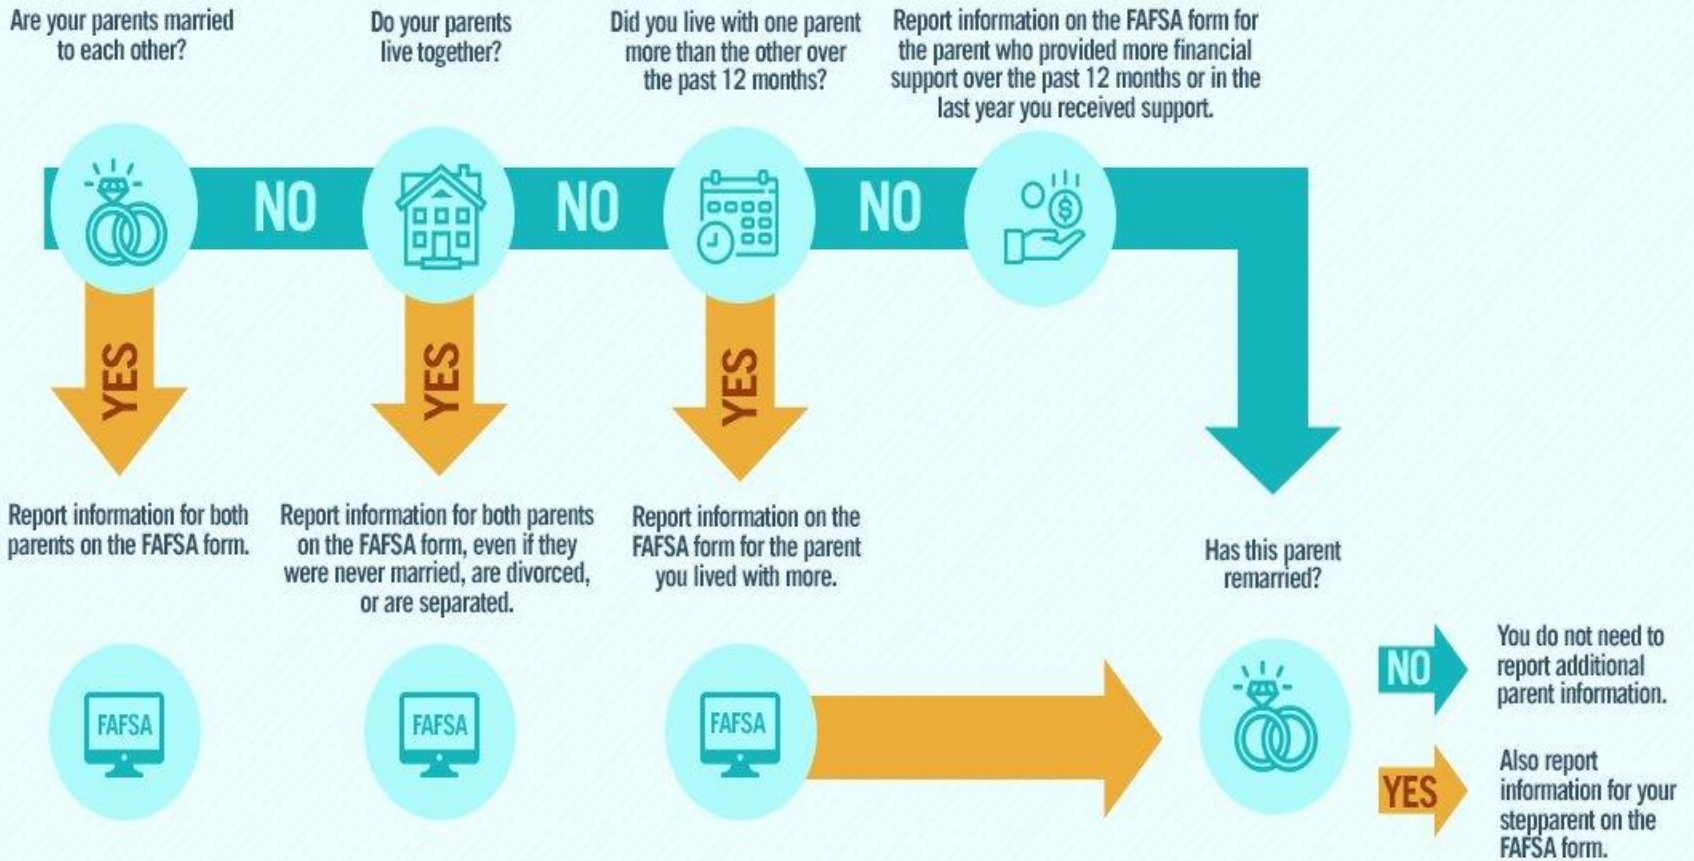 Are your parents married
to each other?
Do your parents
live together?
Did you live with one parent
more than the other over
the past 12 months?
Report information on the FAFSA form for
the parent who provided more financial
support over the past 12 months or in the
last year you received support.
NO
NO
NO
$
YES
YES
YES
Report information for both
parents on the FAFSA form.
Report information for both parents
on the FAFSA form, even if they
were never married, are divorced,
or are separated.
Report information on the
FAFSA form for the parent
you lived with more.
Has this parent
remarried?
FAFSA
FAFSA
FAFSA
NO
You do not need to
report additional
parent information.
YES
Also report
information for your
stepparent on the
FAFSA form.